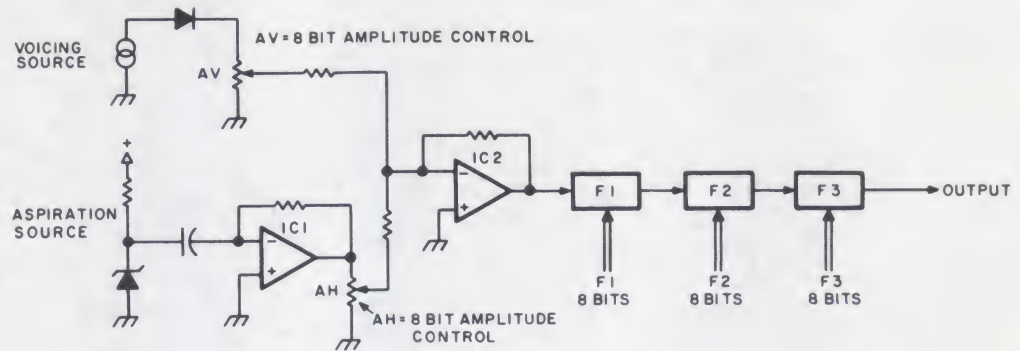 VOICING
SOURCE
AV = 8 BIT AMPLITUDE CONTROL
AV
+
ASPIRATION
SOURCE
-
+
IC1
AH
AH = 8 BIT AMPLITUDE
CONTROL
-
+
IC2
F1
F2
F3
OUTPUT
F1
8 BITS
F2
8 BITS
F3
8 BITS